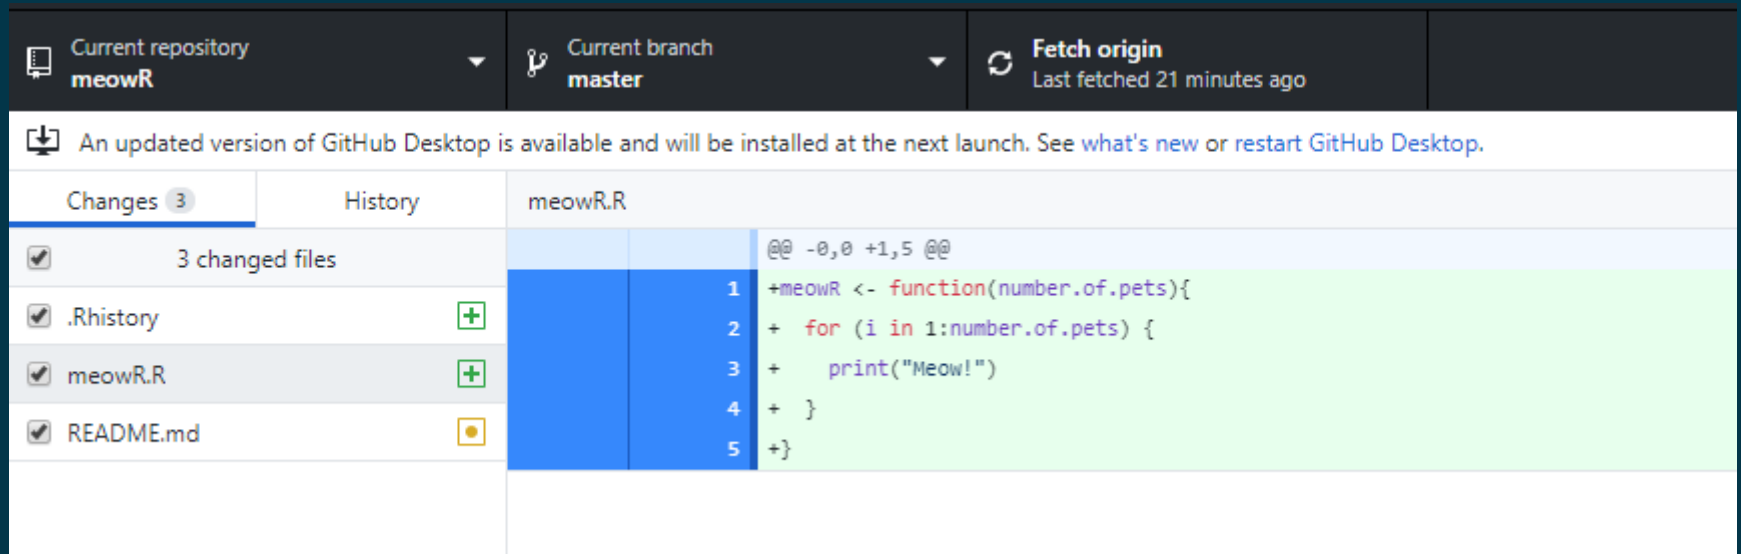 Current repository
meowR
Current branch
master
Fetch origin
Last fetched 21 minutes ago
An updated version of GitHub Desktop is available and will be installed at the next launch. See what's new or restart GitHub Desktop.
Changes 3
History
meowR.R
3 changed files
.Rhistory
meowR.R
README.md
@@ -0,0 +1,5 @@
1 +meowR <- function(number.of.pets){
2 +  for (i in 1:number.of.pets) {
3 +    print("Meow!")
4 +  }
5 +}